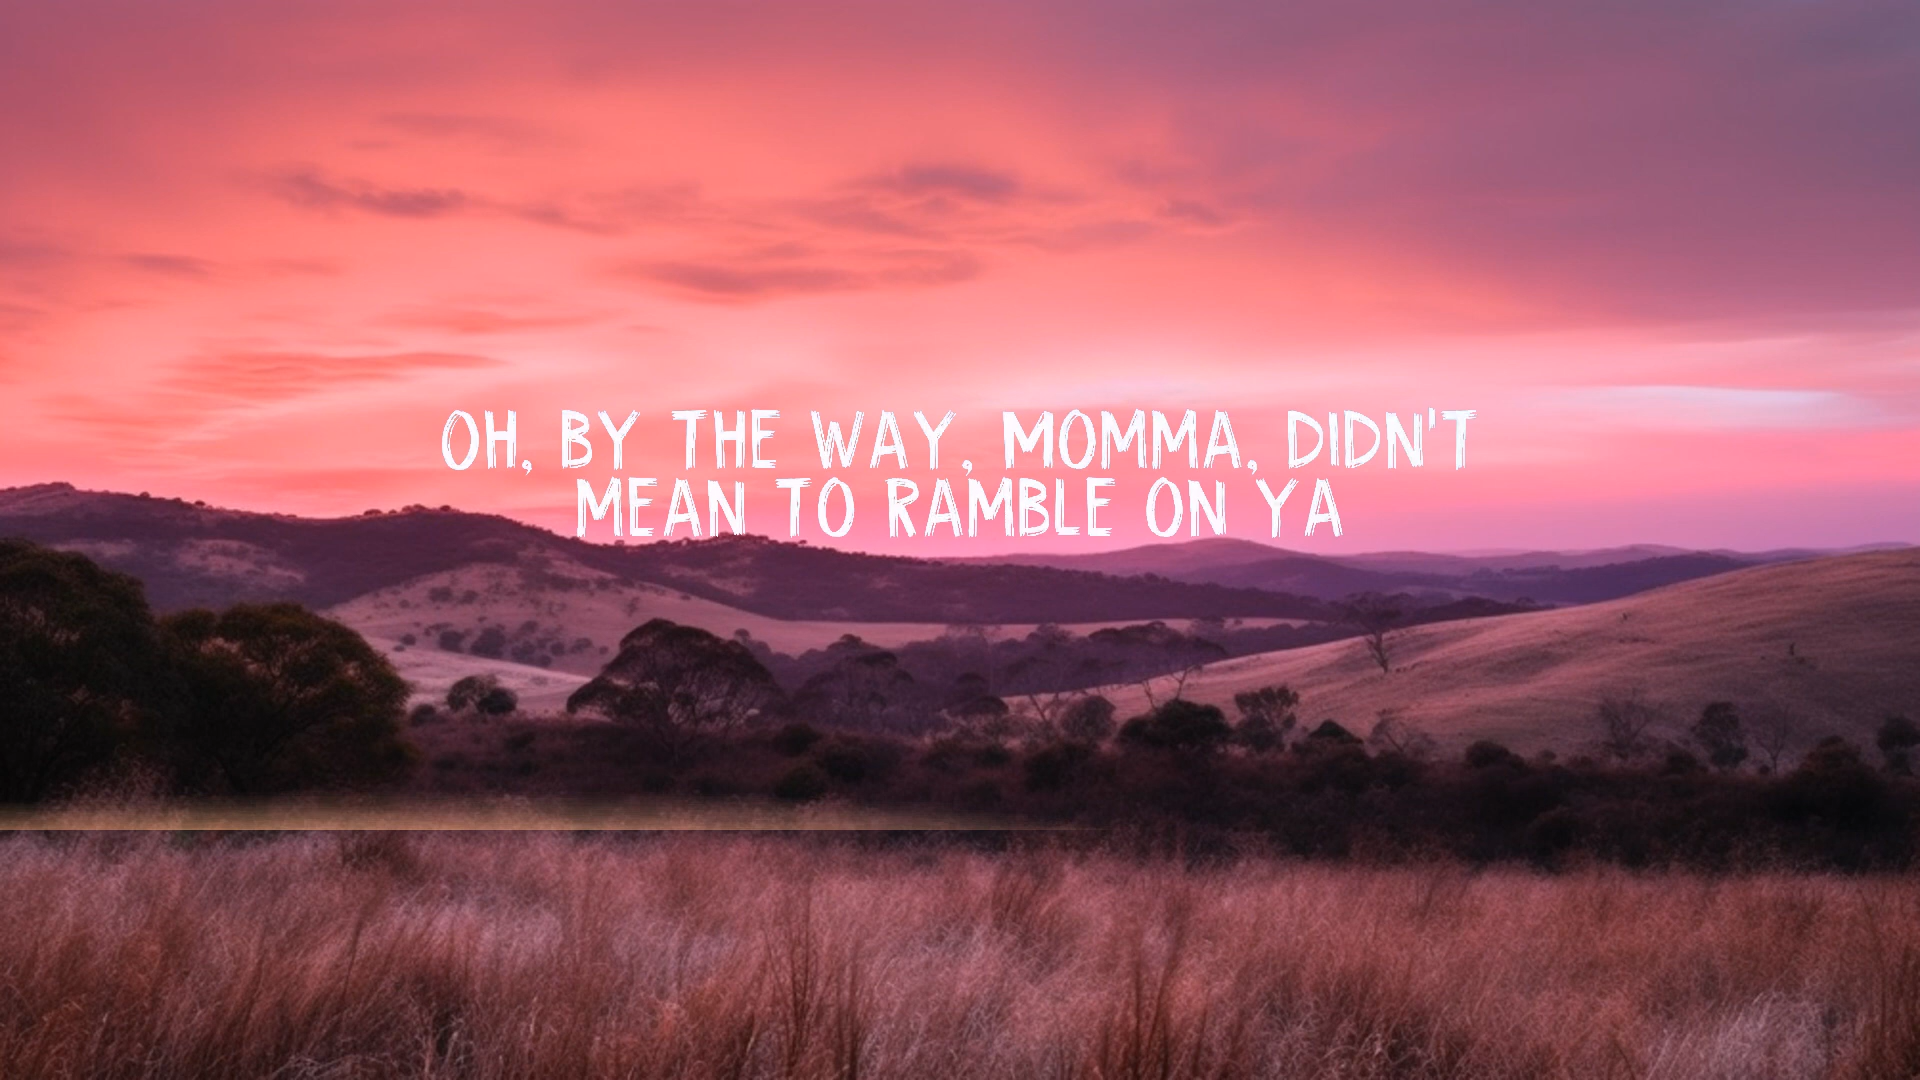 OH, BY THE WAY, MOMMA, DIDN'T
MEAN TO RAMBLE ON YA